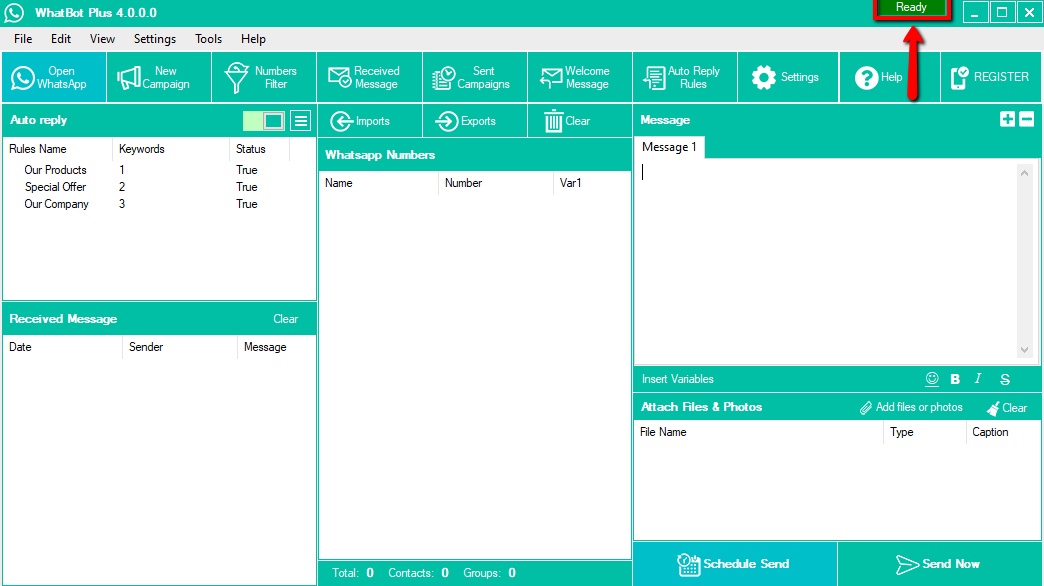 WhatBot Plus 4.0.0.0
Ready
File Edit View Settings Tools Help
Open WhatsApp
New Campaign
Numbers Filter
Received Message
Sent Campaigns
Welcome Message
Auto Reply Rules
Settings
Help
REGISTER
Auto reply
Rules Name Keywords Status
Our Products 1 True
Special Offer 2 True
Our Company 3 True
Received Message Clear
Date Sender Message
Imports Exports Clear
Whatsapp Numbers
Name Number Var1
Total: 0 Contacts: 0 Groups: 0
Message
Message 1
Insert Variables B I S
Attach Files & Photos Add files or photos Clear
File Name Type Caption
Schedule Send Send Now